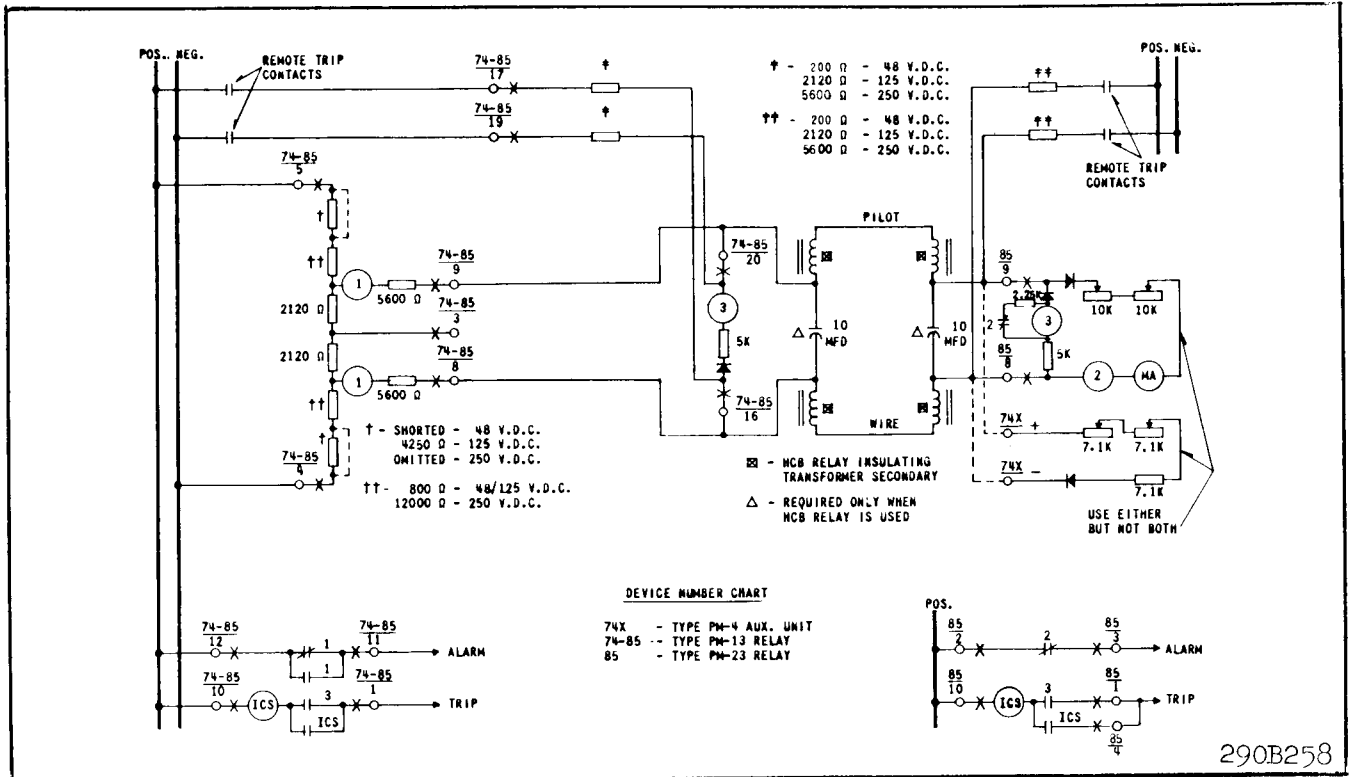 POS. NEG.
REMOTE TRIP
CONTACTS
74-85
17
*
74-85
19
*
* - 200 Ω - 48 V.D.C.
2120 Ω - 125 V.D.C.
5600 Ω - 250 V.D.C.
** - 200 Ω - 48 V.D.C.
2120 Ω - 125 V.D.C.
5600 Ω - 250 V.D.C.
POS. NEG.
**
**
REMOTE TRIP
CONTACTS
74-85
5
†
††
1
5600 Ω
74-85
9
2120 Ω
74-85
3
2120 Ω
1
5600 Ω
74-85
8
††
†
74-85
4
† - SHORTED - 48 V.D.C.
4250 Ω - 125 V.D.C.
OMITTED - 250 V.D.C.
†† - 800 Ω - 48/125 V.D.C.
12000 Ω - 250 V.D.C.
74-85
20
3
5K
74-85
16
PILOT
10
MFD
△
10
MFD
△
WIRE
⊠ - HCB RELAY INSULATING
TRANSFORMER SECONDARY
△ - REQUIRED ONLY WHEN
HCB RELAY IS USED
85
9
2.25K
10K
10K
2
3
5K
85
8
2
MA
74X +
7.1K
7.1K
74X -
7.1K
USE EITHER
BUT NOT BOTH
DEVICE NUMBER CHART
74X - TYPE PM-4 AUX. UNIT
74-85 - TYPE PM-13 RELAY
85 - TYPE PM-23 RELAY
74-85
12
1
1
74-85
11
ALARM
74-85
10
ICS
3
ICS
74-85
1
TRIP
POS.
85
2
2
85
3
ALARM
85
10
ICS
3
ICS
85
1
85
4
TRIP
290B258